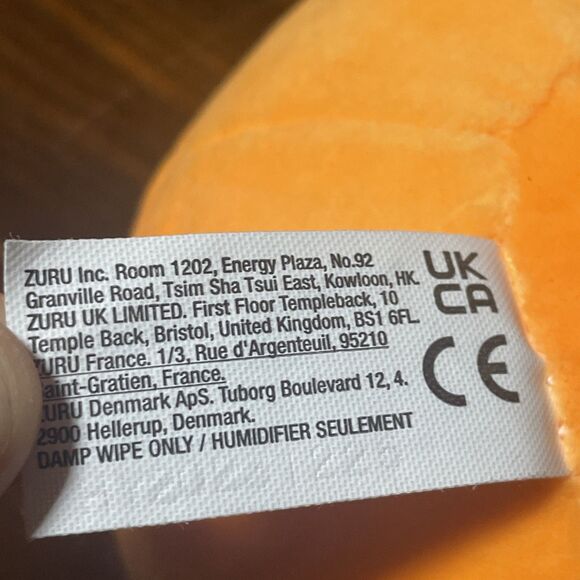 ZURU Inc. Room 1202, Energy Plaza, No.92
Granville Road, Tsim Sha Tsui East, Kowloon, HK.
ZURU UK LIMITED. First Floor Templeback, 10
Temple Back, Bristol, United Kingdom, BS1 6FL.
ZURU France. 1/3, Rue d'Argenteuil, 95210
Saint-Gratien, France.
ZURU Denmark ApS. Tuborg Boulevard 12, 4.
2900 Hellerup, Denmark.
DAMP WIPE ONLY / HUMIDIFIER SEULEMENT
UK
CA
CE